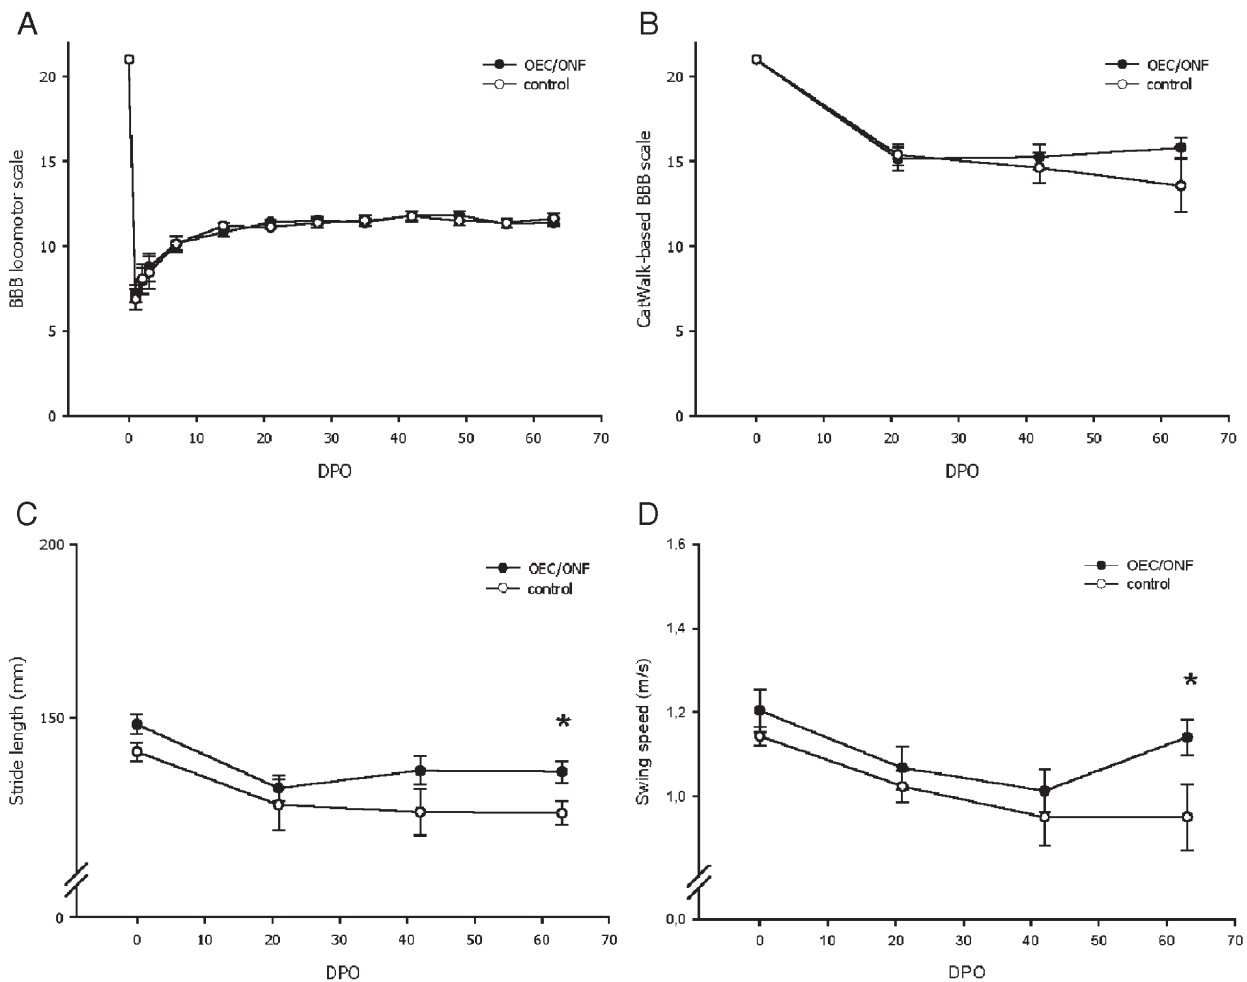 A
BBB locomotor scale
20
15
10
5
0
OEC/ONF
control
0 10 20 30 40 50 60 70
DPO
B
CatWalk-based BBB scale
20
15
10
5
0
OEC/ONF
control
0 10 20 30 40 50 60 70
DPO
C
Stride length (mm)
200
150
0
OEC/ONF
control
*
0 10 20 30 40 50 60 70
DPO
D
Swing speed (m/s)
1,6
1,4
1,2
1,0
0,0
OEC/ONF
control
*
0 10 20 30 40 50 60 70
DPO